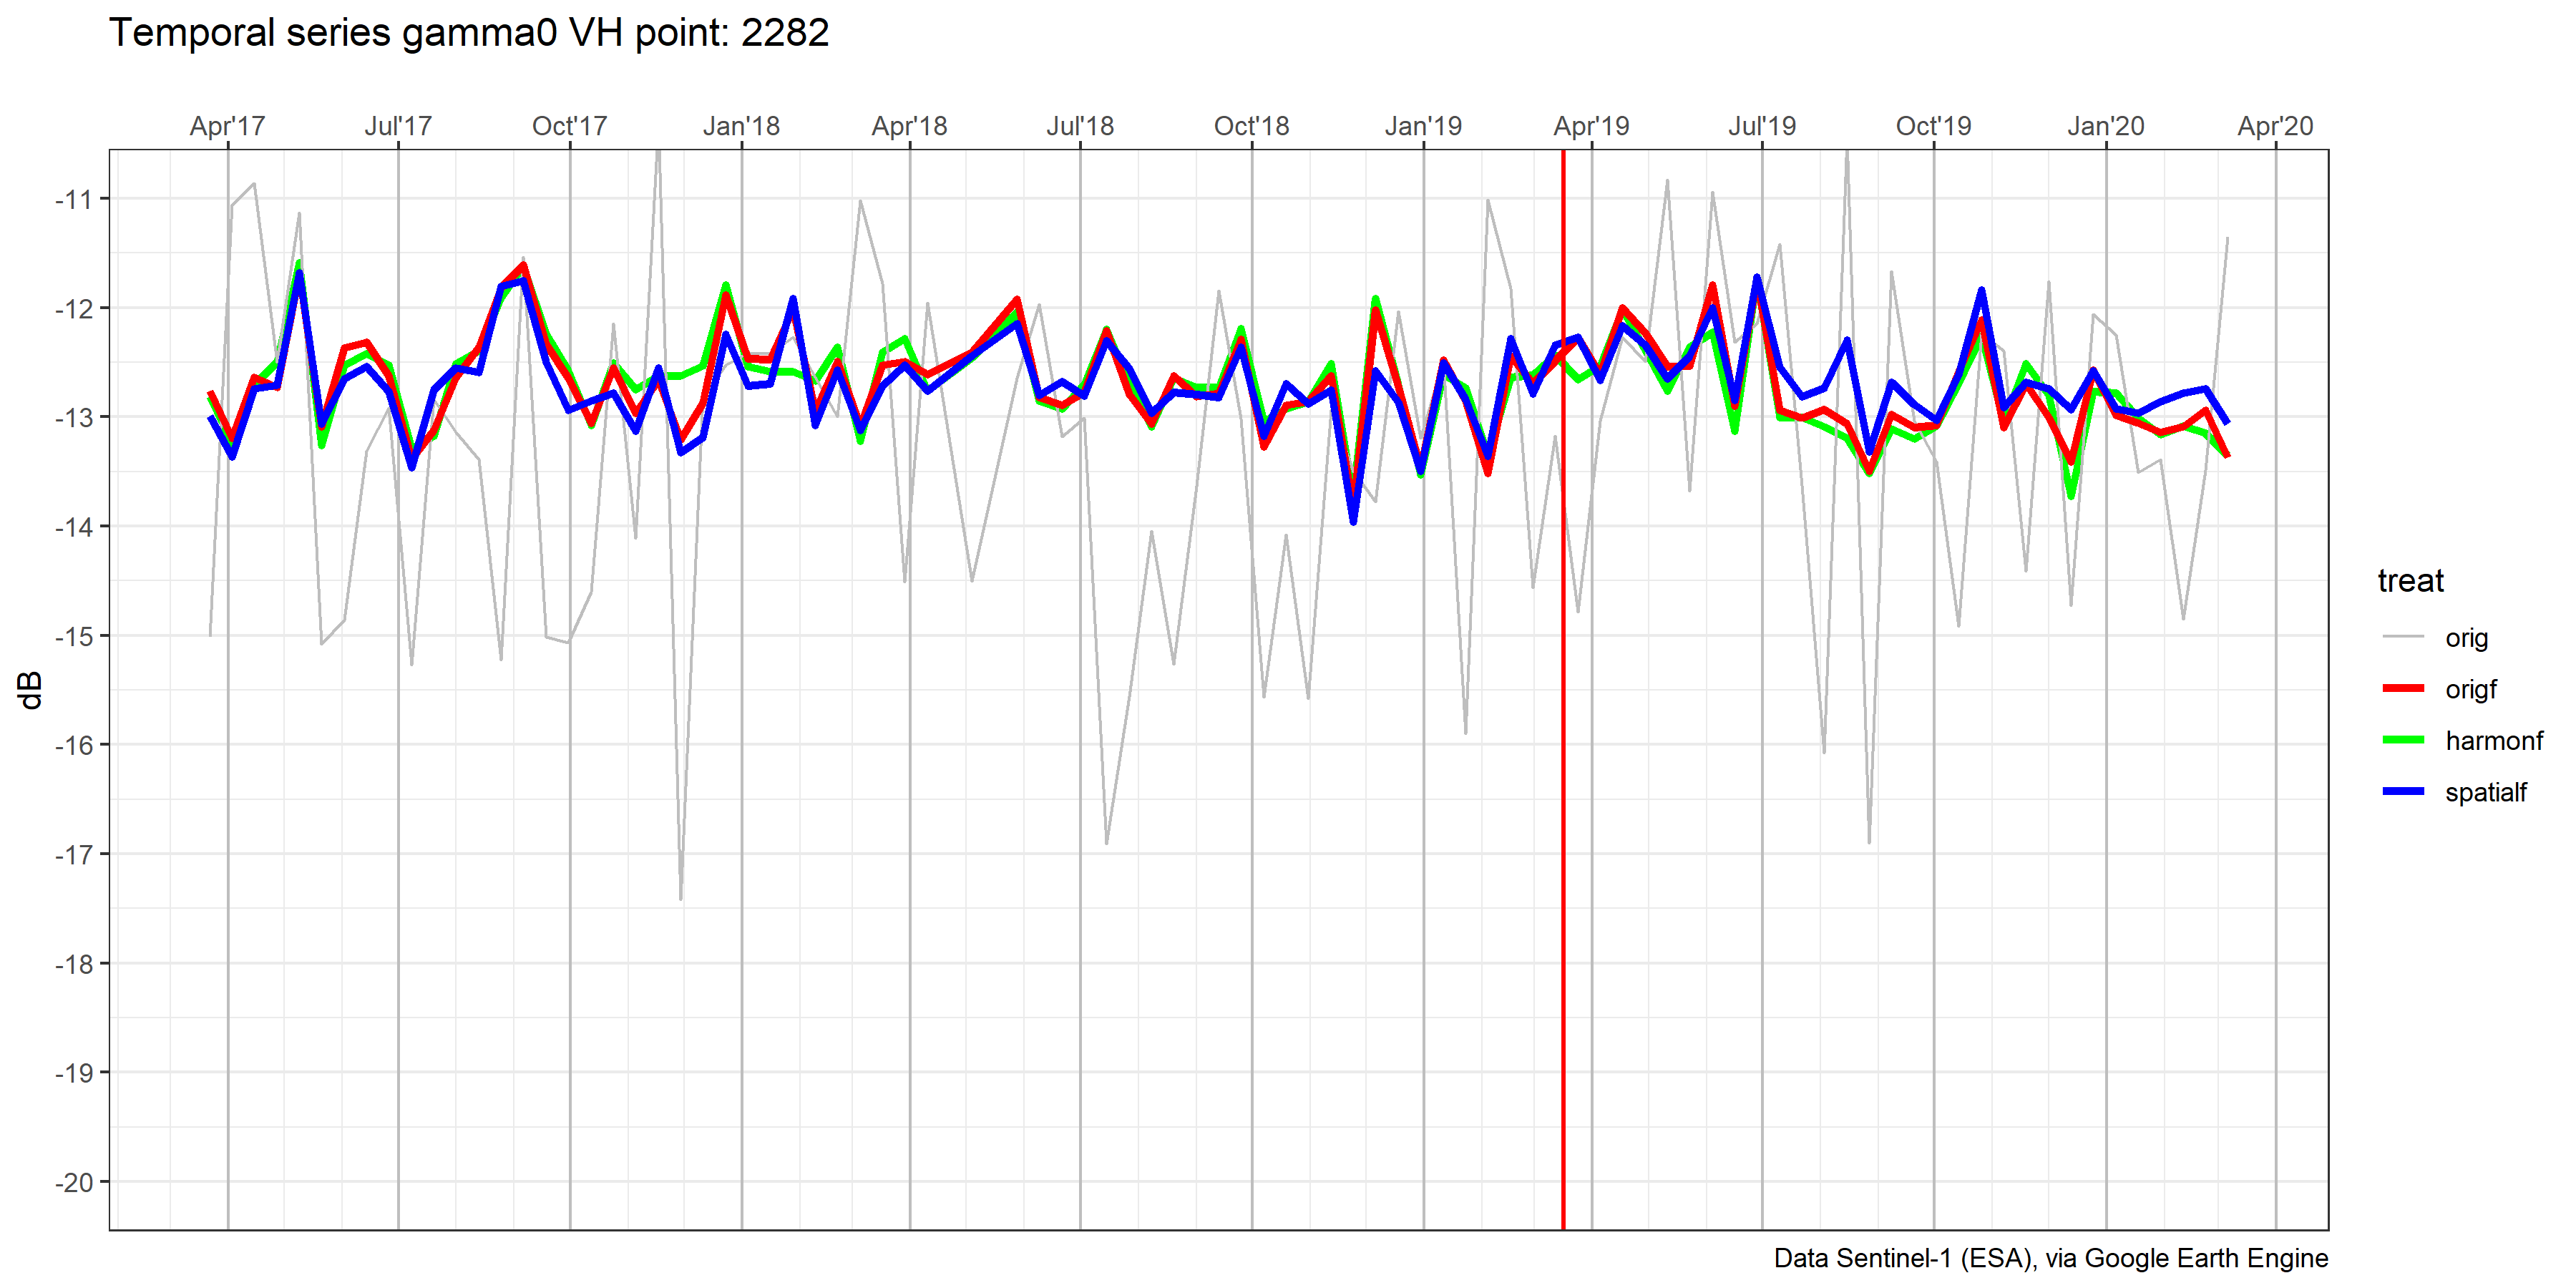 Temporal series gamma0 VH point: 2282
Apr'17 Jul'17 Oct'17 Jan'18 Apr'18 Jul'18 Oct'18 Jan'19 Apr'19 Jul'19 Oct'19 Jan'20 Apr'20
-11
-12
-13
-14
-15
-16
-17
-18
-19
-20
dB
treat
orig
origf
harmonf
spatialf
Data Sentinel-1 (ESA), via Google Earth Engine